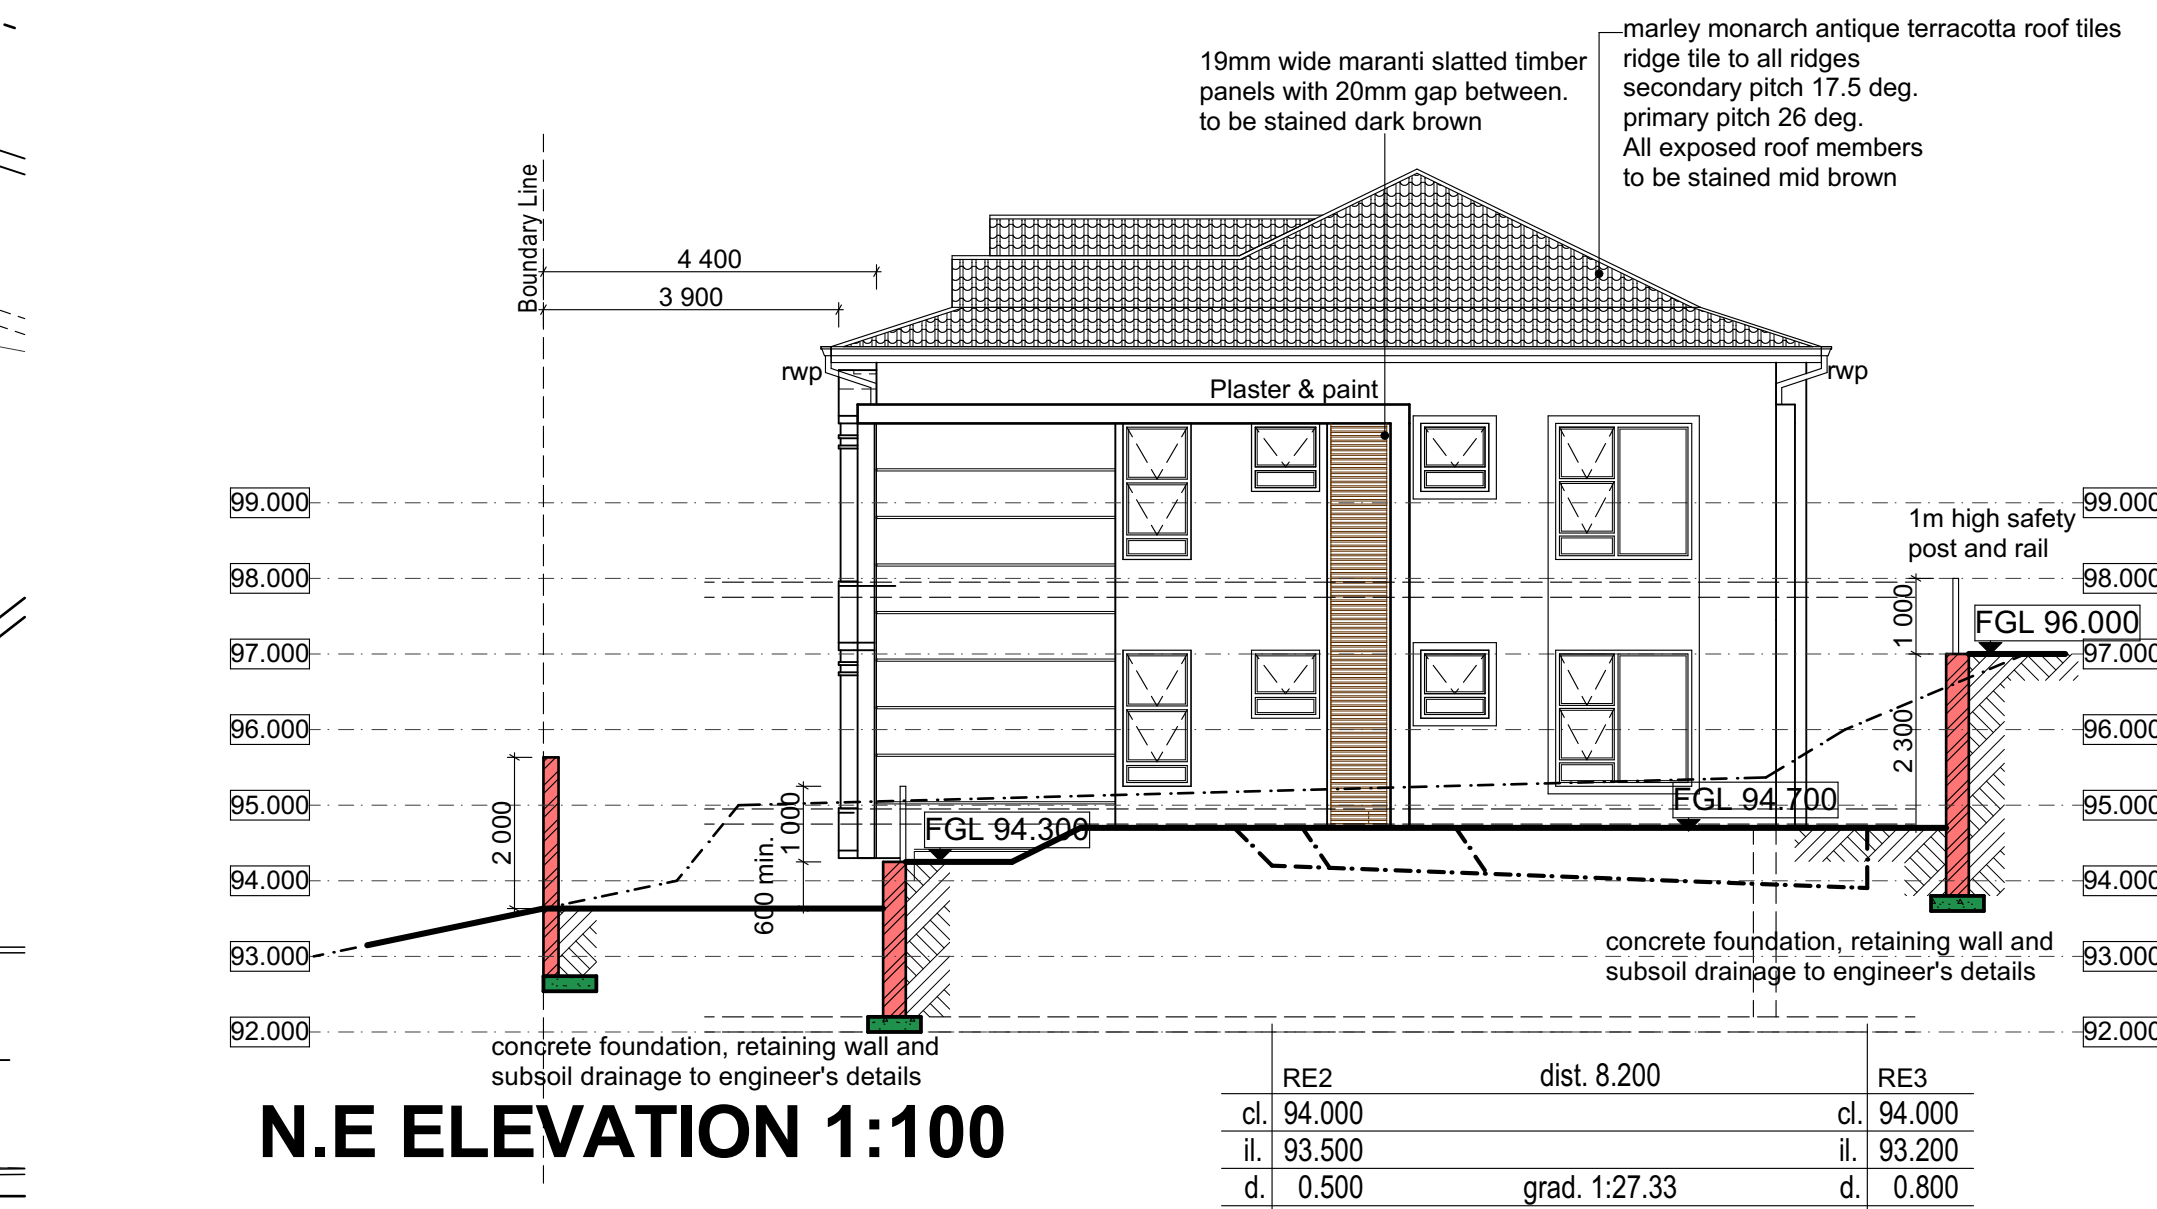 marley monarch antique terracotta roof tiles
ridge tile to all ridges
secondary pitch 17.5 deg.
primary pitch 26 deg.
All exposed roof members
to be stained mid brown
19mm wide maranti slatted timber
panels with 20mm gap between.
to be stained dark brown
Boundary Line
4 400
3 900
rwp
rwp
Plaster & paint
99.000
99.000
1m high safety
post and rail
98.000
98.000
1 000
FGL 96.000
97.000
97.000
96.000
96.000
2 300
95.000
95.000
2 000
1 000
600 min.
FGL 94.300
FGL 94.700
94.000
94.000
93.000
93.000
concrete foundation, retaining wall and
subsoil drainage to engineer's details
92.000
92.000
concrete foundation, retaining wall and
subsoil drainage to engineer's details
N.E ELEVATION 1:100
RE2 dist. 8.200 RE3
cl. 94.000 cl. 94.000
il. 93.500 il. 93.200
d. 0.500 grad. 1:27.33 d. 0.800